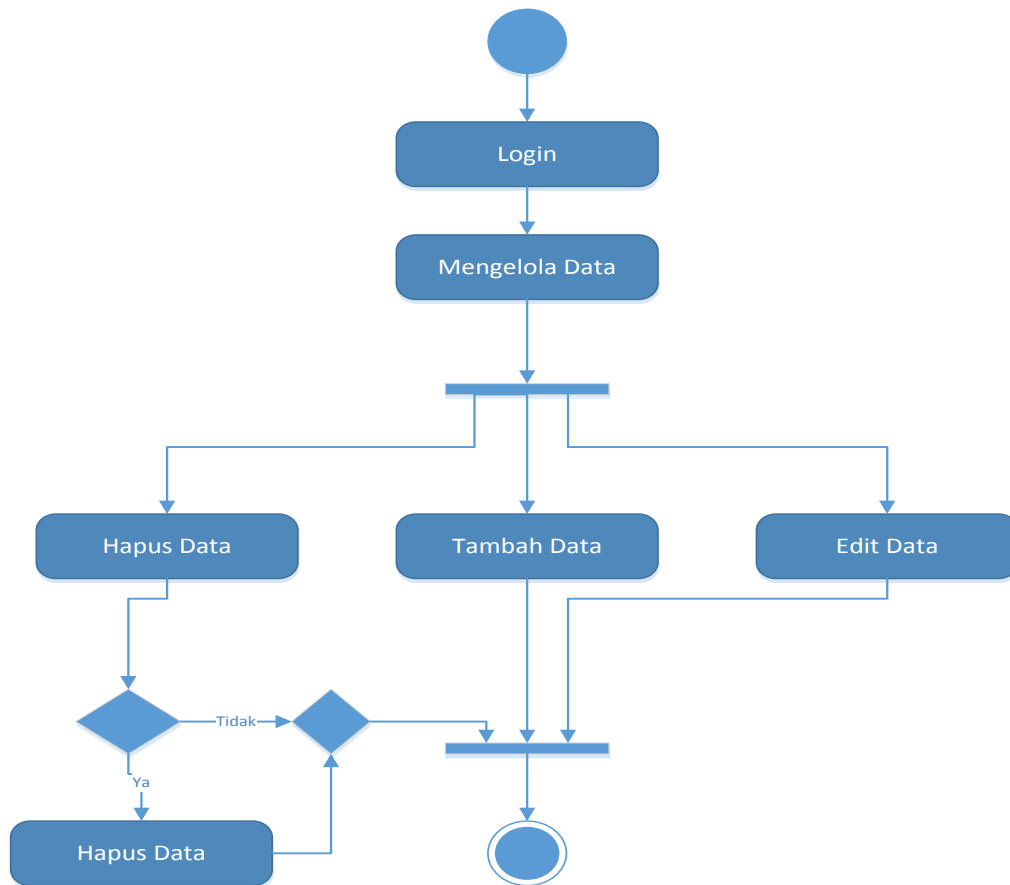 Login
Mengelola Data
Hapus Data
Tambah Data
Edit Data
Tidak
Ya
Hapus Data